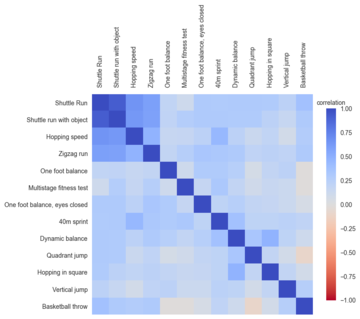 Shuttle Run
Shuttle run with object
Hopping speed
Zigzag run
One foot balance
Multistage fitness test
One foot balance, eyes closed
40m sprint
Dynamic balance
Quadrant jump
Hopping in square
Vertical jump
Basketball throw
correlation
Shuttle Run
Shuttle run with object
Hopping speed
Zigzag run
One foot balance
Multistage fitness test
One foot balance, eyes closed
40m sprint
Dynamic balance
Quadrant jump
Hopping in square
Vertical jump
Basketball throw
1.00
0.75
0.50
0.25
0.00
−0.25
−0.50
−0.75
−1.00